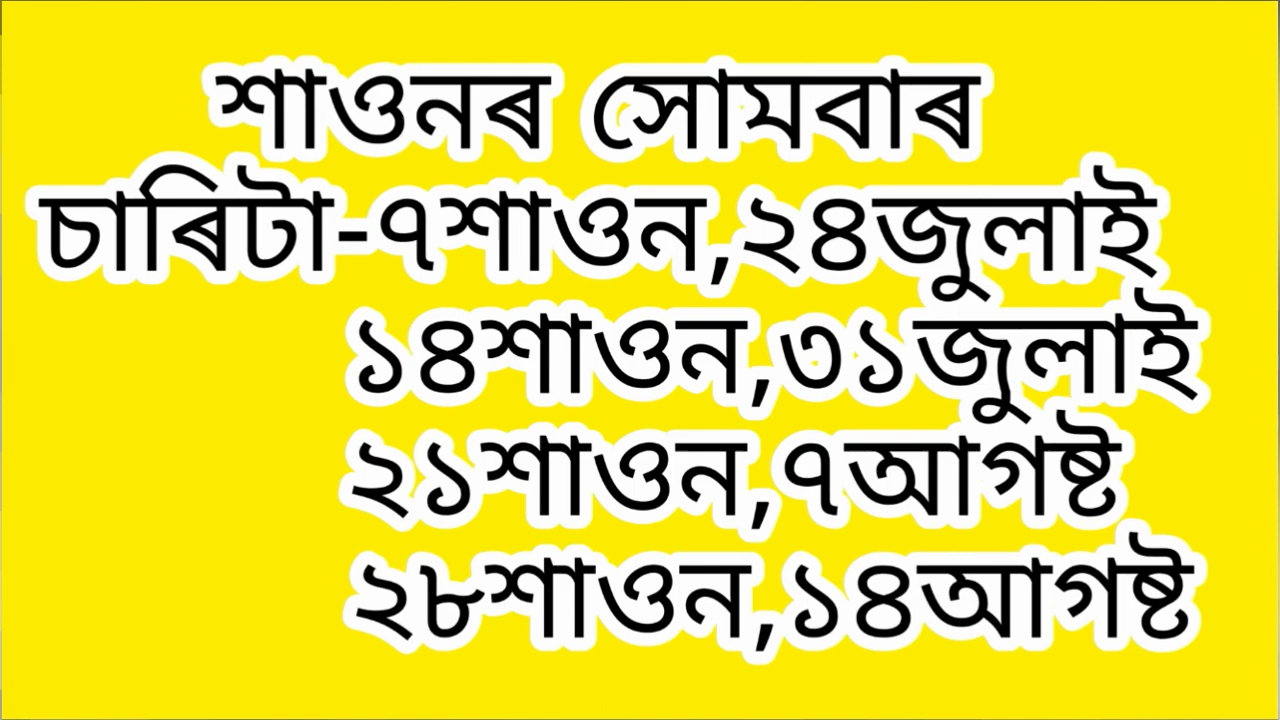 শাওনৰ সোমবাৰ
চাৰিটা-৭শাওন,২৪জুলাই
১৪শাওন,৩১জুলাই
২১শাওন,৭আগষ্ট
২৮শাওন,১৪আগষ্ট